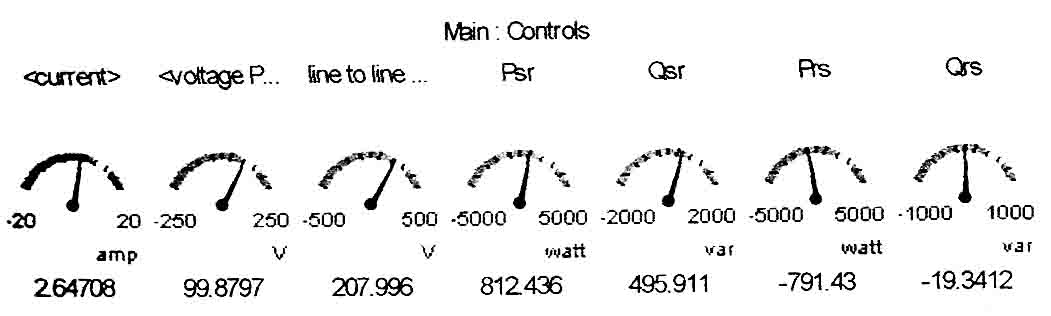 Main : Controls
<current> <voltage P... line to line ... Psr Qsr Prs Qrs
-20 20 -250 250 -500 500 -5000 5000 -2000 2000 -5000 5000 -1000 1000
amp V V watt var watt var
2.64708 99.8797 207.996 812.436 495.911 -791.43 -19.3412